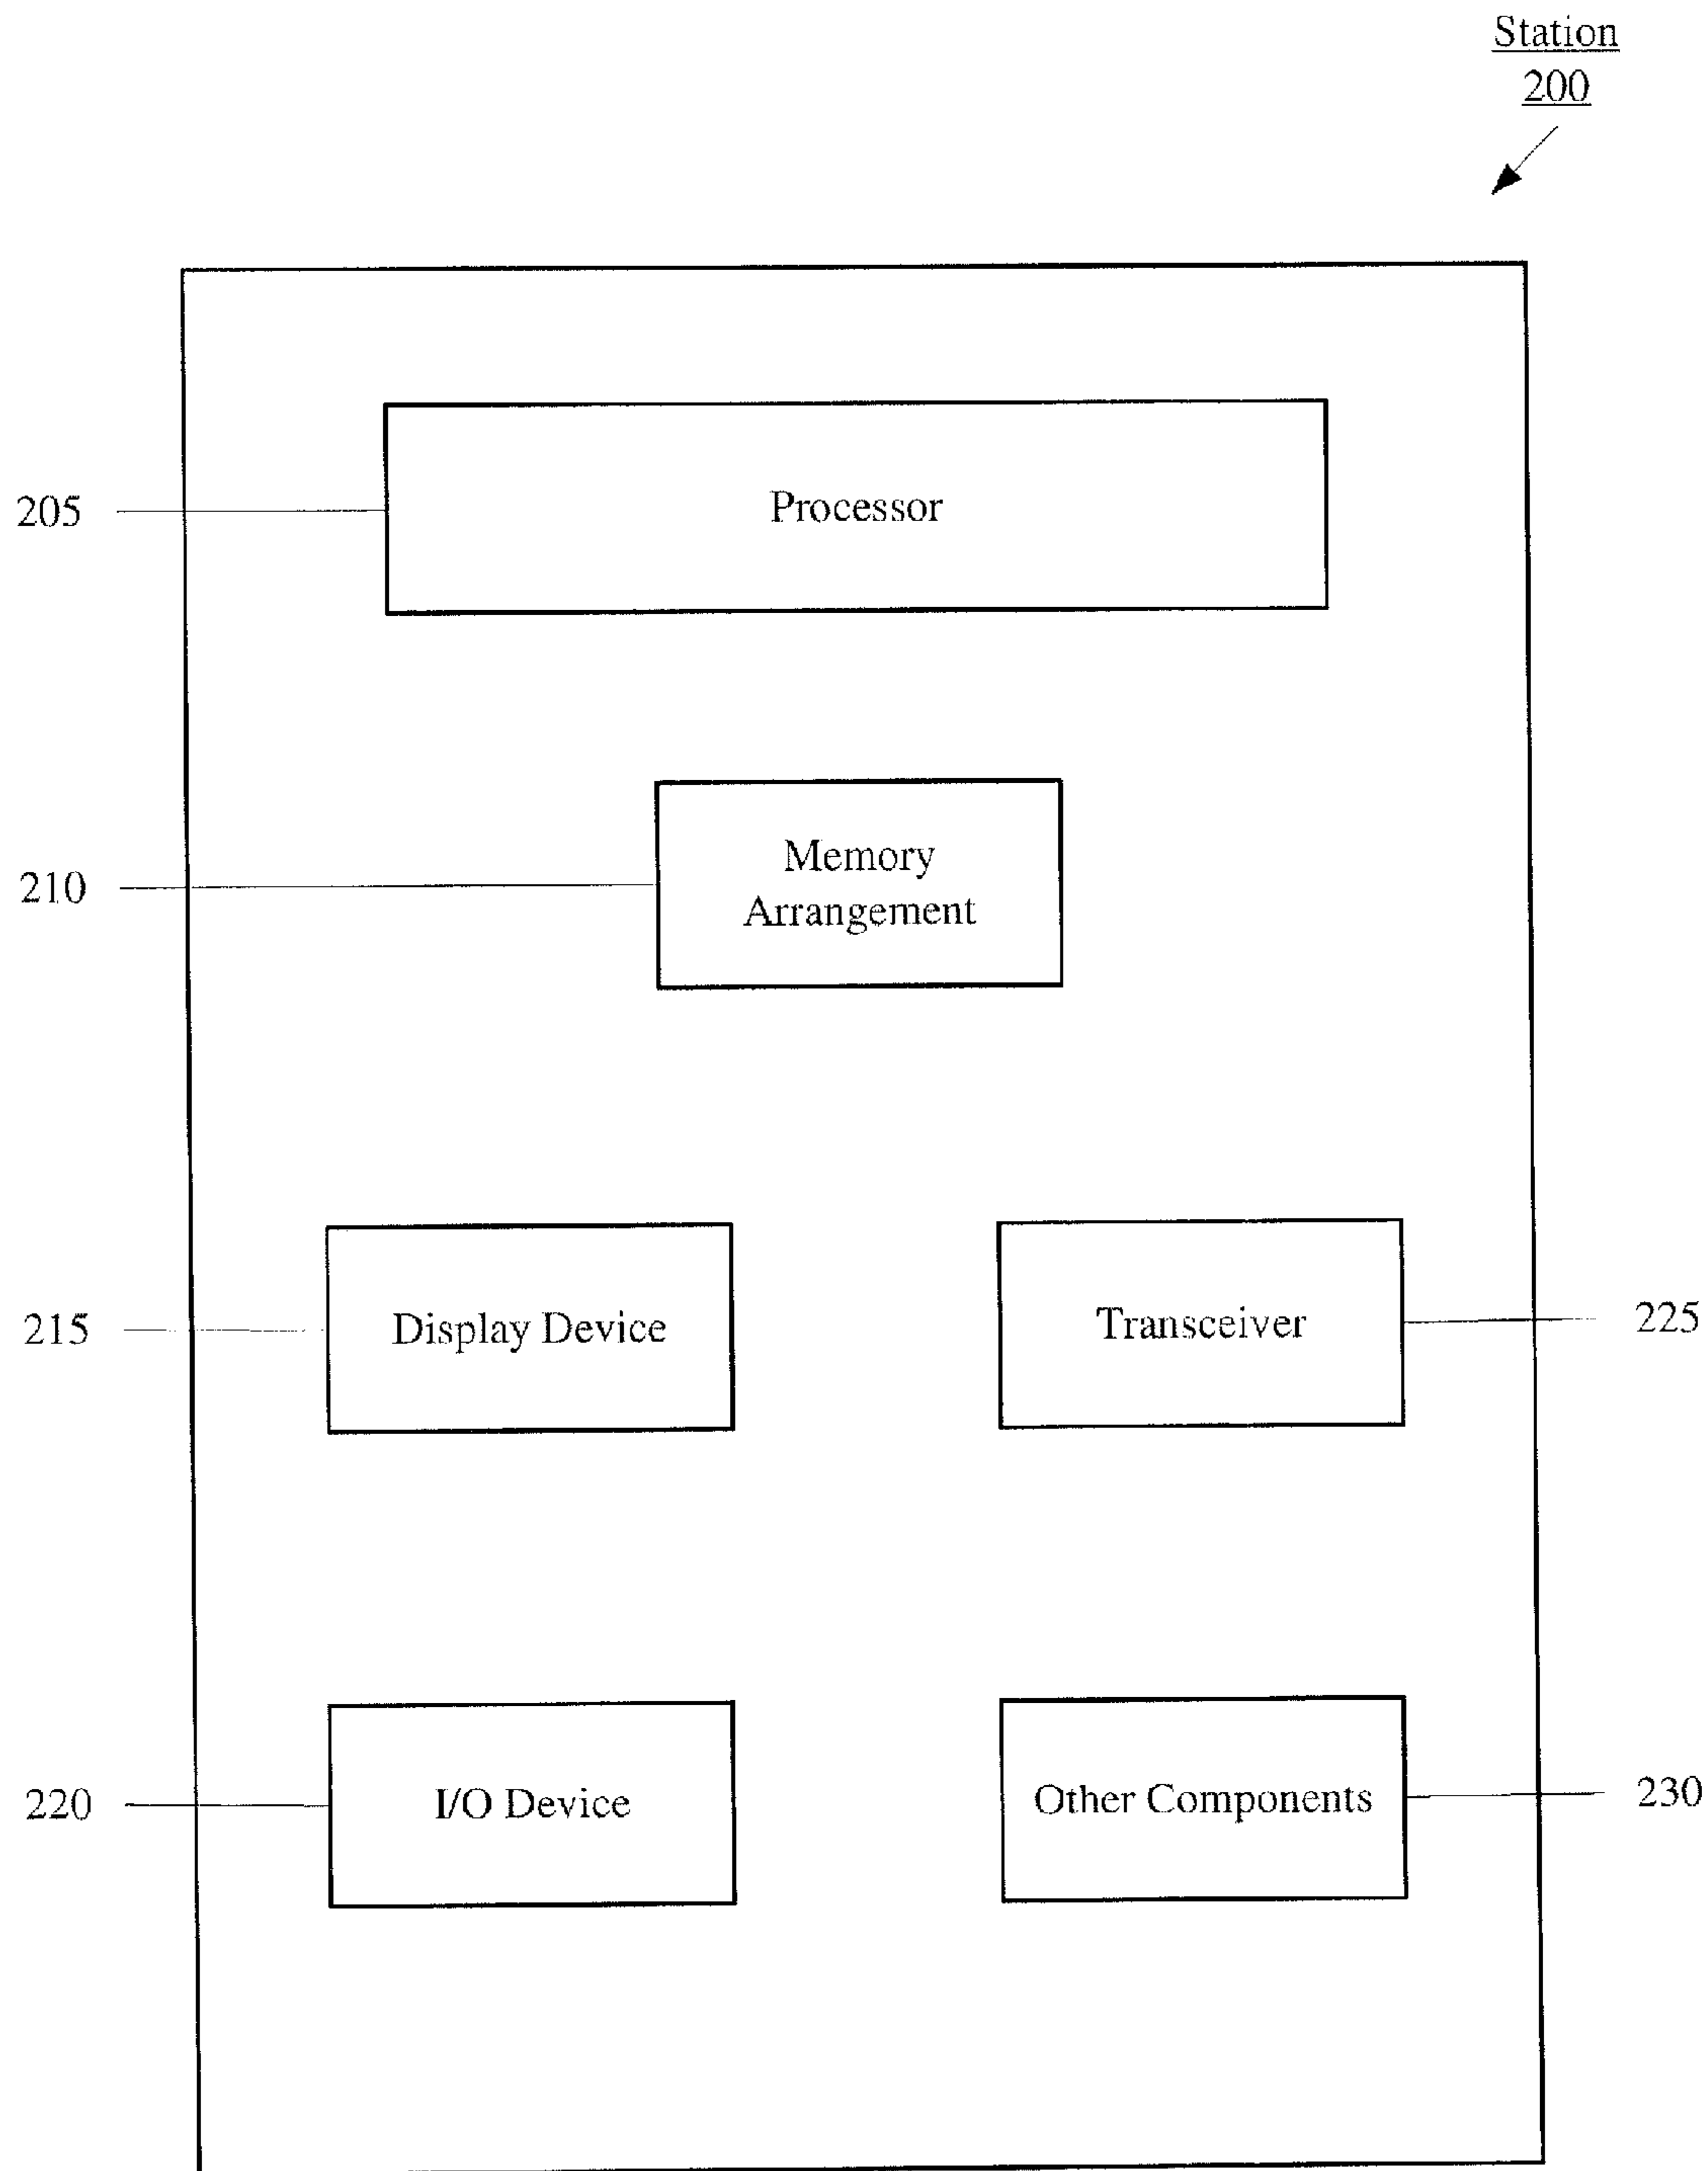 Station
200
205
Processor
210
Memory
Arrangement
215
Display Device
Transceiver
225
220
I/O Device
Other Components
230